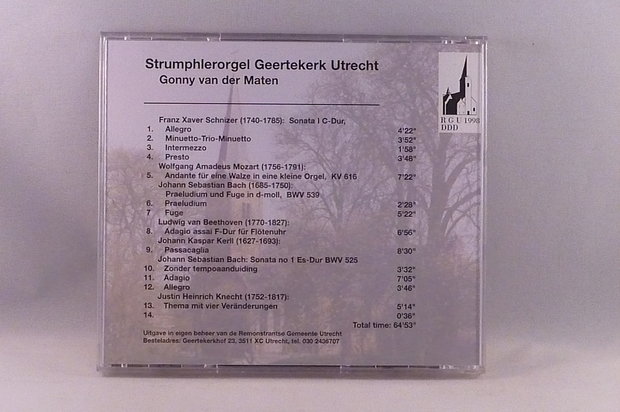 Strumphlerorgel Geertekerk Utrecht
Gonny van der Maten
R G U 1998
DDD
Franz Xaver Schnizer (1740-1785): Sonata I C-Dur,
1. Allegro 4'22"
2. Minuetto-Trio-Minuetto 3'52"
3. Intermezzo 1'58"
4. Presto 3'48"
Wolfgang Amadeus Mozart (1756-1791):
5. Andante für eine Walze in eine kleine Orgel, KV 616 7'22"
Johann Sebastian Bach (1685-1750):
Praeludium und Fuge in d-moll, BWV 539
6. Praeludium 2'28"
7 Fuge 5'22"
Ludwig van Beethoven (1770-1827):
8. Adagio assai F-Dur für Flötenuhr 6'56"
Johann Kaspar Kerll (1627-1693):
9. Passacaglia 8'30"
Johann Sebastian Bach: Sonata no 1 Es-Dur BWV 525
10. Zonder tempoaanduiding 3'32"
11. Adagio 7'05"
12. Allegro 3'46"
Justin Heinrich Knecht (1752-1817):
13. Thema mit vier Veränderungen 5'14"
14. 0'36"
Total time: 64'53"
Uitgave in eigen beheer van de Remonstrantse Gemeente Utrecht
Besteladres: Geertekerkhof 23, 3511 XC Utrecht, tel. 030 2436707